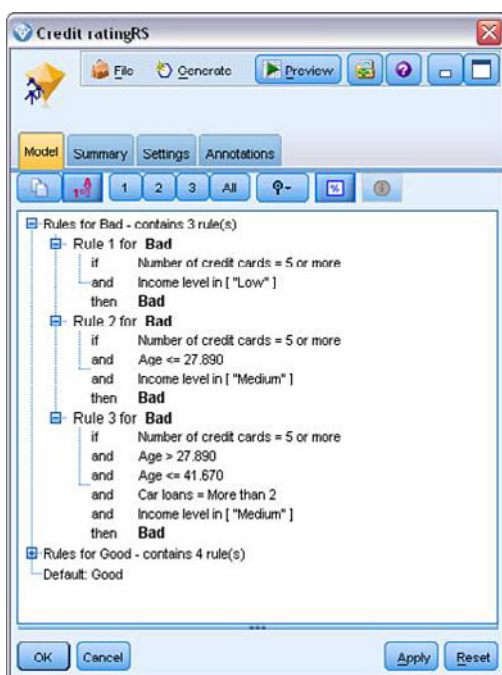 Credit ratingRS
File Generate Preview
Model Summary Settings Annotations
1 2 3 All %
Rules for Bad - contains 3 rule(s)
Rule 1 for Bad
if Number of credit cards = 5 or more
and Income level in [ "Low" ]
then Bad
Rule 2 for Bad
if Number of credit cards = 5 or more
and Age <= 27.890
and Income level in [ "Medium" ]
then Bad
Rule 3 for Bad
if Number of credit cards = 5 or more
and Age > 27.890
and Age <= 41.670
and Car loans = More than 2
and Income level in [ "Medium" ]
then Bad
Rules for Good - contains 4 rule(s)
Default: Good
OK Cancel Apply Reset